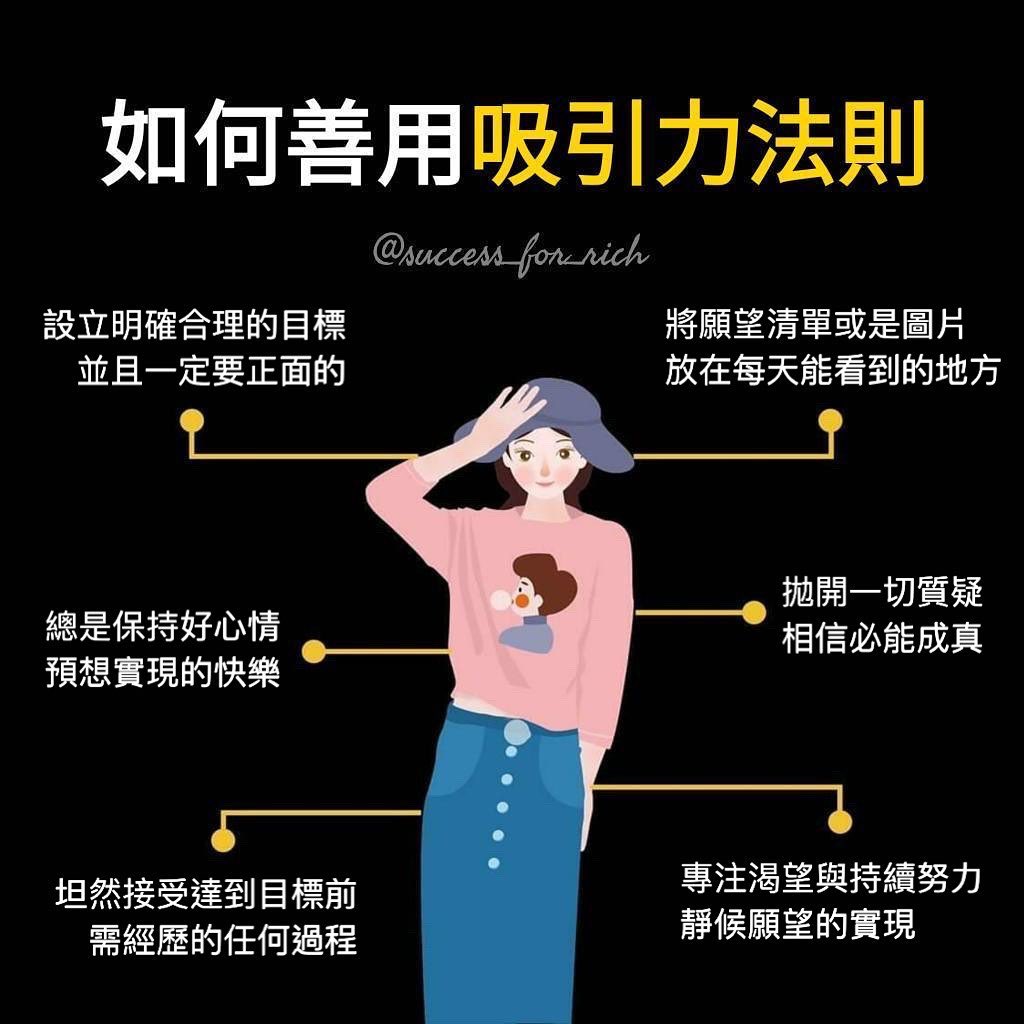 如何善用吸引力法則
@success_for_rich
設立明確合理的目標
並且一定要正面的
將願望清單或是圖片
放在每天能看到的地方
總是保持好心情
預想實現的快樂
拋開一切質疑
相信必能成真
坦然接受達到目標前
需經歷的任何過程
專注渴望與持續努力
靜候願望的實現